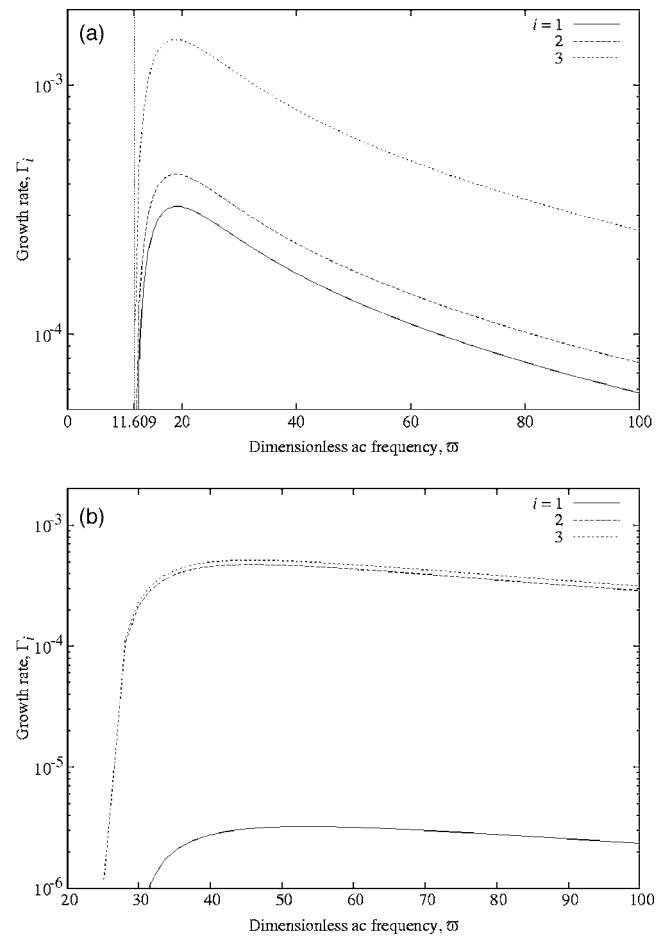 (a)
i = 1
2
3
10-3
10-4
Growth rate, Γi
0 11.609 20 40 60 80 100
Dimensionless ac frequency, ϖ
(b)
i = 1
2
3
10-3
10-4
10-5
10-6
Growth rate, Γi
20 30 40 50 60 70 80 90 100
Dimensionless ac frequency, ϖ